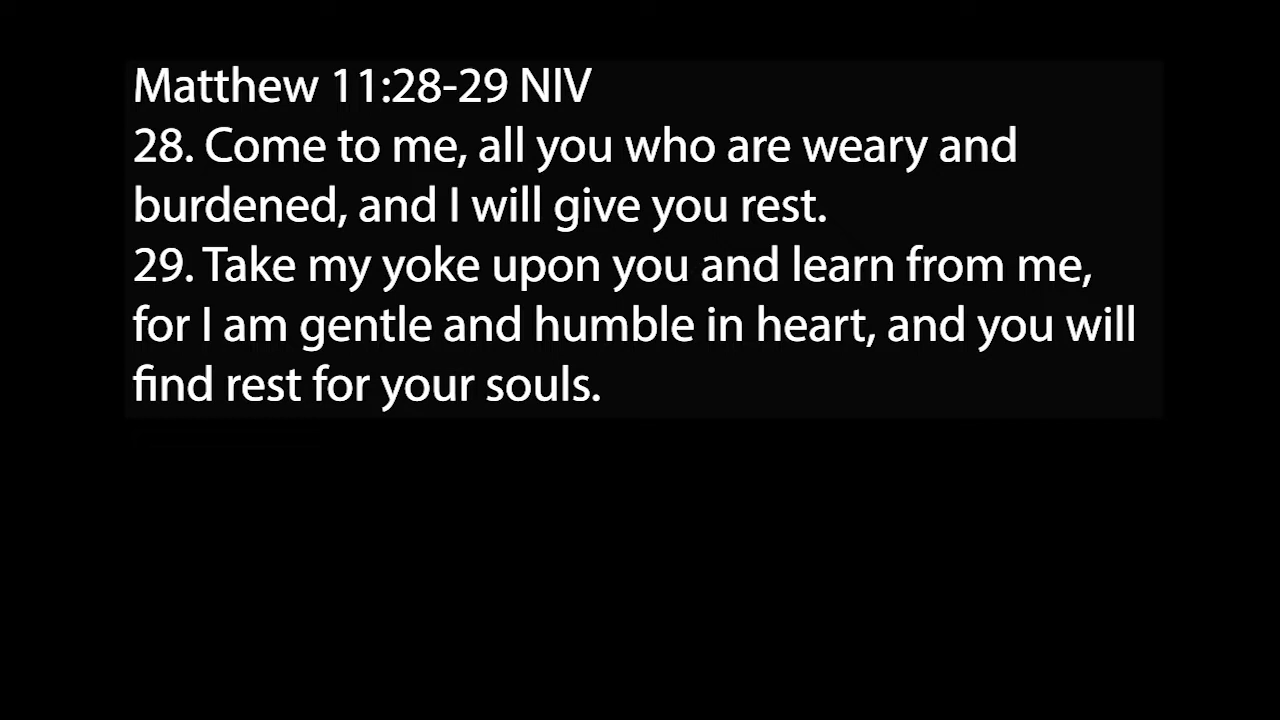 Matthew 11:28-29 NIV
28. Come to me, all you who are weary and
burdened, and I will give you rest.
29. Take my yoke upon you and learn from me,
for I am gentle and humble in heart, and you will
find rest for your souls.